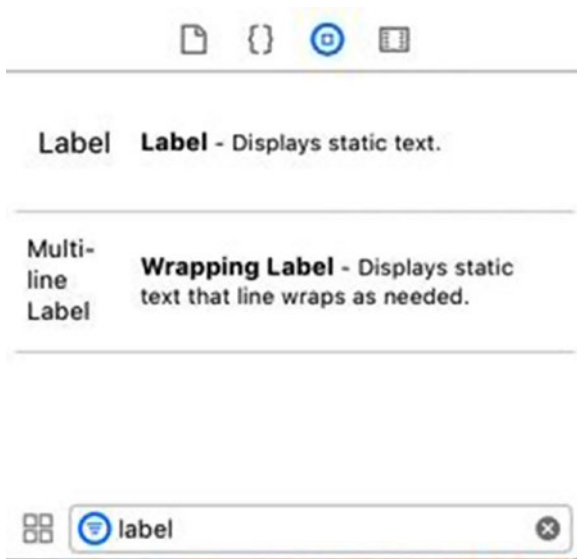 Label
Label - Displays static text.
Multi-
line
Label
Wrapping Label - Displays static
text that line wraps as needed.
label